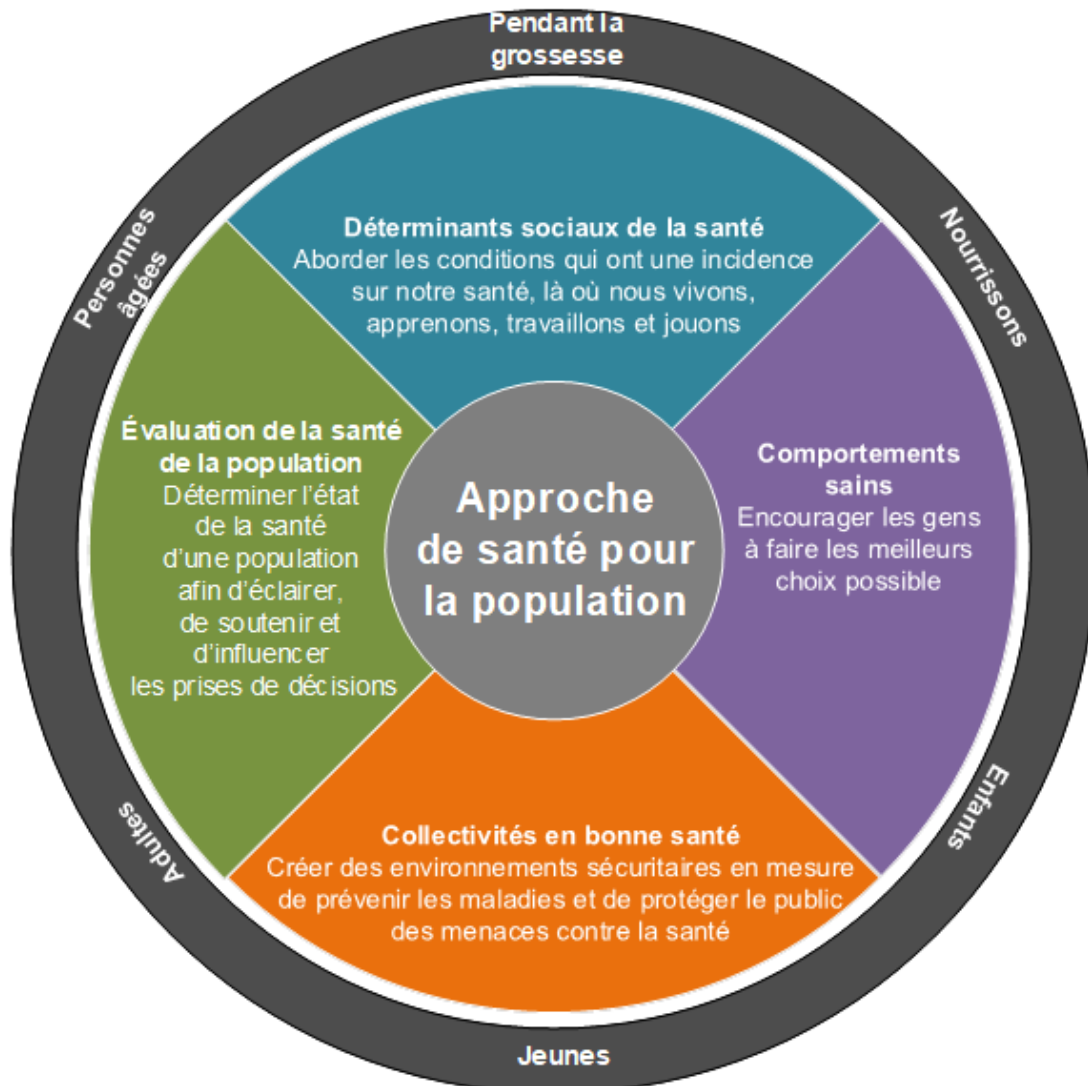 Pendant la
grossesse
Nourrissons
Enfants
Jeunes
Adultes
Personnes
âgées
Déterminants sociaux de la santé
Aborder les conditions qui ont une incidence
sur notre santé, là où nous vivons,
apprenons, travaillons et jouons
Comportements
sains
Encourager les gens
à faire les meilleurs
choix possible
Collectivités en bonne santé
Créer des environnements sécuritaires en mesure
de prévenir les maladies et de protéger le public
des menaces contre la santé
Évaluation de la santé
de la population
Déterminer l'état
de la santé
d'une population
afin d'éclairer,
de soutenir et
d'influencer
les prises de décisions
Approche
de santé pour
la population